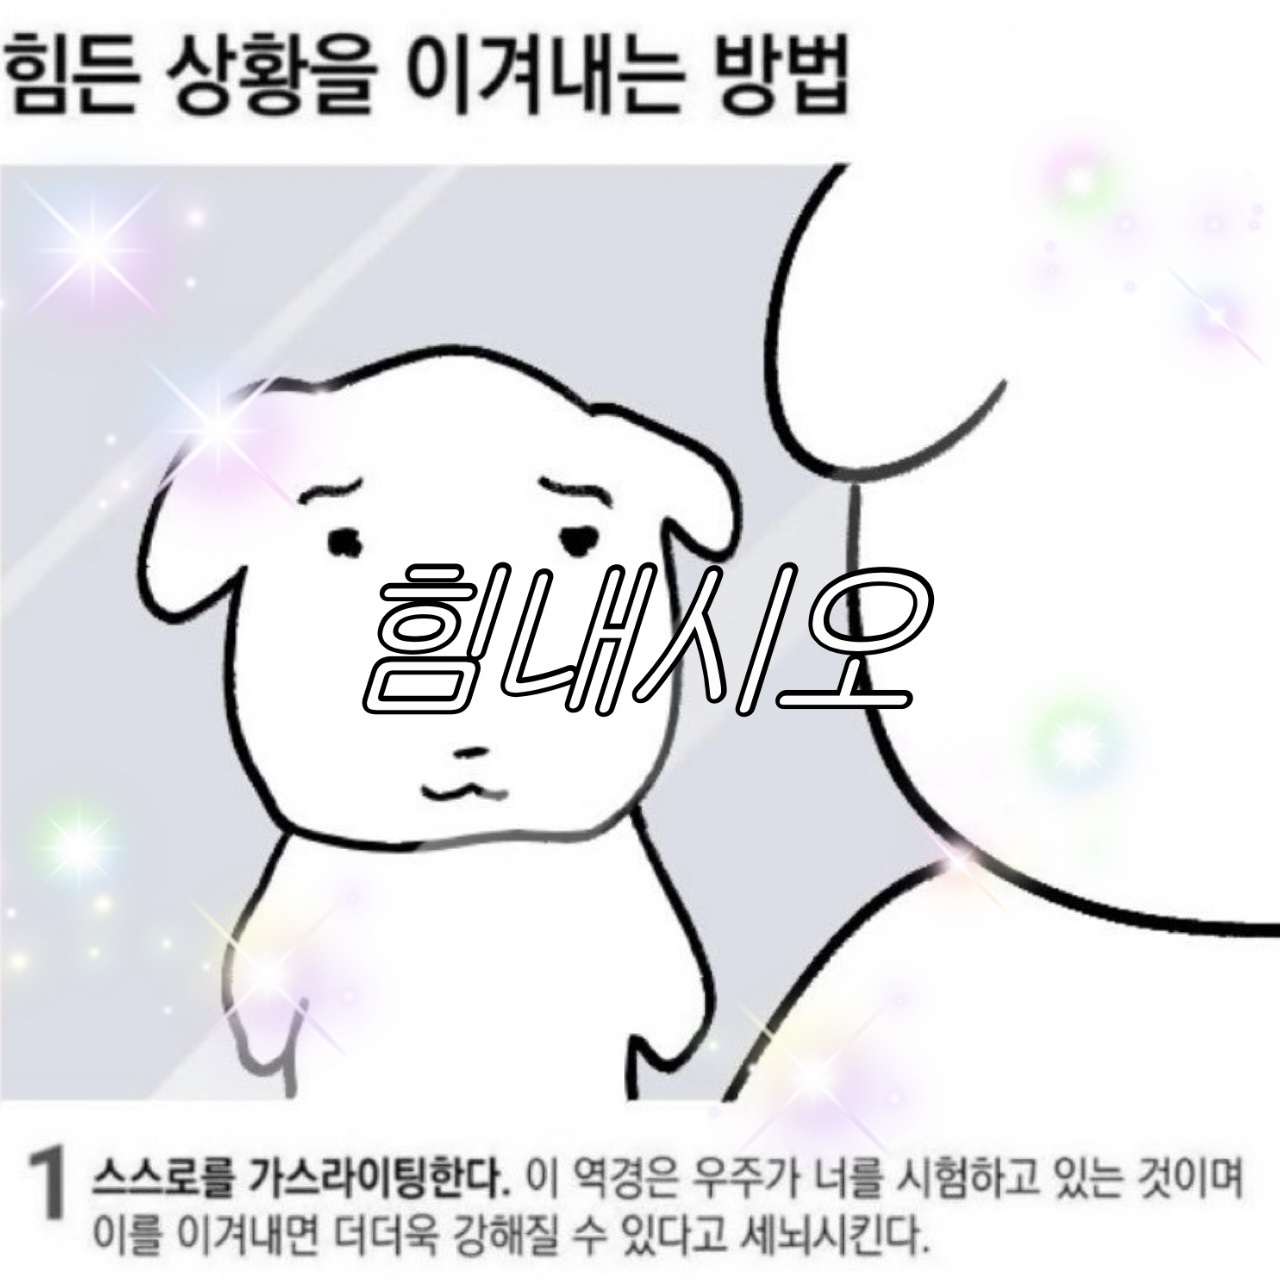 힘든 상황을 이겨내는 방법
힘내시오
1 스스로를 가스라이팅한다. 이 역경은 우주가 너를 시험하고 있는 것이며
이를 이겨내면 더더욱 강해질 수 있다고 세뇌시킨다.